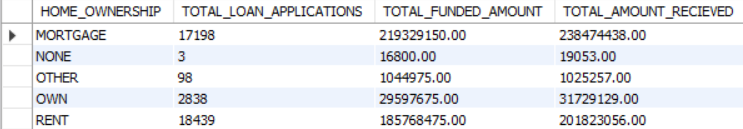 HOME_OWNERSHIP TOTAL_LOAN_APPLICATIONS TOTAL_FUNDED_AMOUNT TOTAL_AMOUNT_RECIEVED
MORTGAGE 17198 219329150.00 238474438.00
NONE 3 16800.00 19053.00
OTHER 98 1044975.00 1025257.00
OWN 2838 29597675.00 31729129.00
RENT 18439 185768475.00 201823056.00